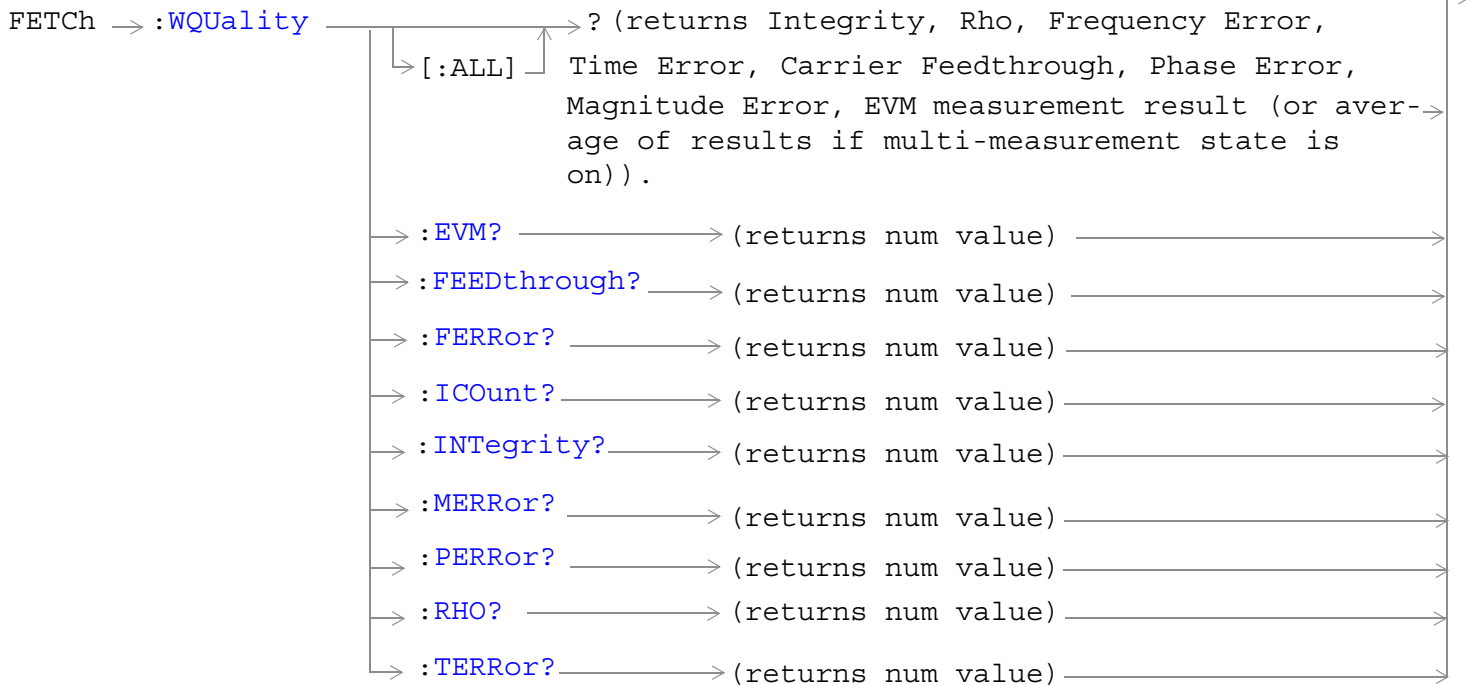 FETCh :WQUality ? (returns Integrity, Rho, Frequency Error,
[:ALL] Time Error, Carrier Feedthrough, Phase Error,
Magnitude Error, EVM measurement result (or aver-
age of results if multi-measurement state is
on)).
:EVM? (returns num value)
:FEEDthrough? (returns num value)
:FERRor? (returns num value)
:ICOunt? (returns num value)
:INTegrity? (returns num value)
:MERRor? (returns num value)
:PERRor? (returns num value)
:RHO? (returns num value)
:TERRor? (returns num value)